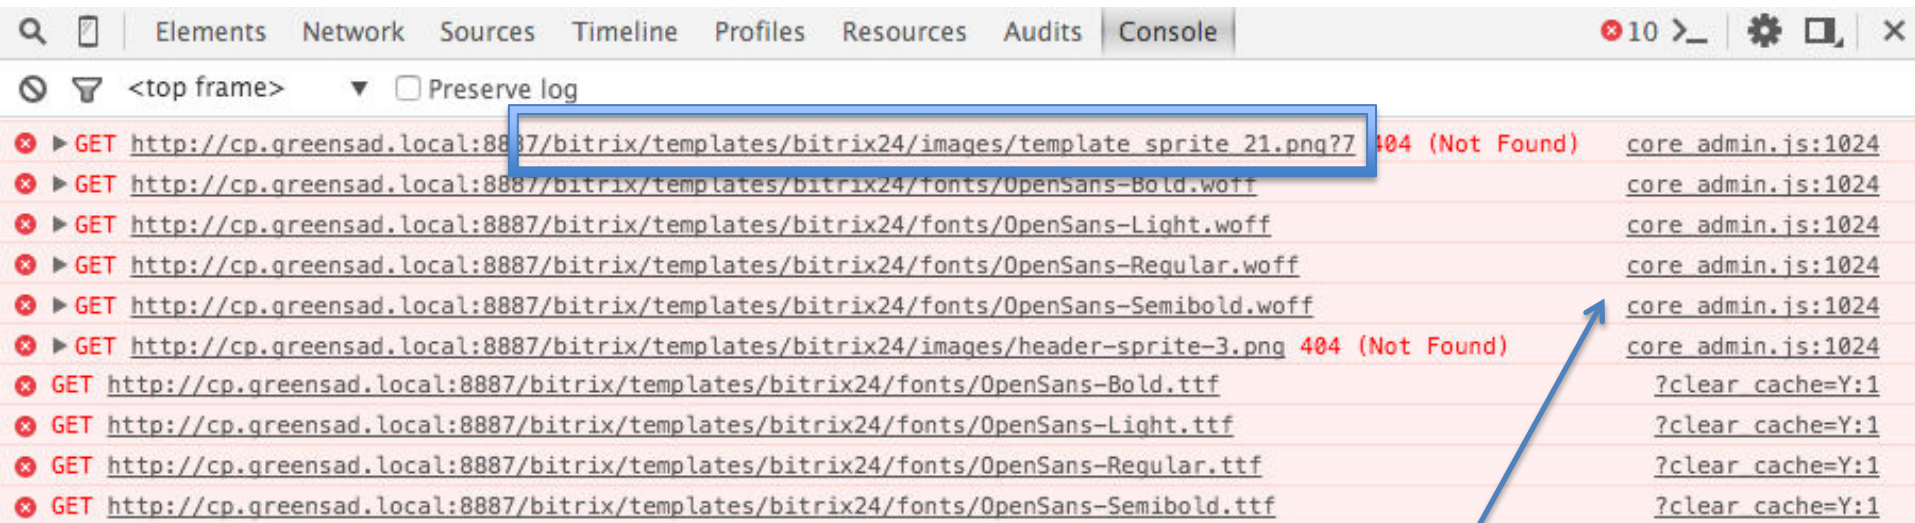 Elements Network Sources Timeline Profiles Resources Audits Console 10
<top frame> Preserve log
GET http://cp.greensad.local:8887/bitrix/templates/bitrix24/images/template_sprite_21.png?7 404 (Not Found) core_admin.js:1024
GET http://cp.greensad.local:8887/bitrix/templates/bitrix24/fonts/OpenSans-Bold.woff core_admin.js:1024
GET http://cp.greensad.local:8887/bitrix/templates/bitrix24/fonts/OpenSans-Light.woff core_admin.js:1024
GET http://cp.greensad.local:8887/bitrix/templates/bitrix24/fonts/OpenSans-Regular.woff core_admin.js:1024
GET http://cp.greensad.local:8887/bitrix/templates/bitrix24/fonts/OpenSans-Semibold.woff core_admin.js:1024
GET http://cp.greensad.local:8887/bitrix/templates/bitrix24/images/header-sprite-3.png 404 (Not Found) core_admin.js:1024
GET http://cp.greensad.local:8887/bitrix/templates/bitrix24/fonts/OpenSans-Bold.ttf ?clear_cache=Y:1
GET http://cp.greensad.local:8887/bitrix/templates/bitrix24/fonts/OpenSans-Light.ttf ?clear_cache=Y:1
GET http://cp.greensad.local:8887/bitrix/templates/bitrix24/fonts/OpenSans-Regular.ttf ?clear_cache=Y:1
GET http://cp.greensad.local:8887/bitrix/templates/bitrix24/fonts/OpenSans-Semibold.ttf ?clear_cache=Y:1